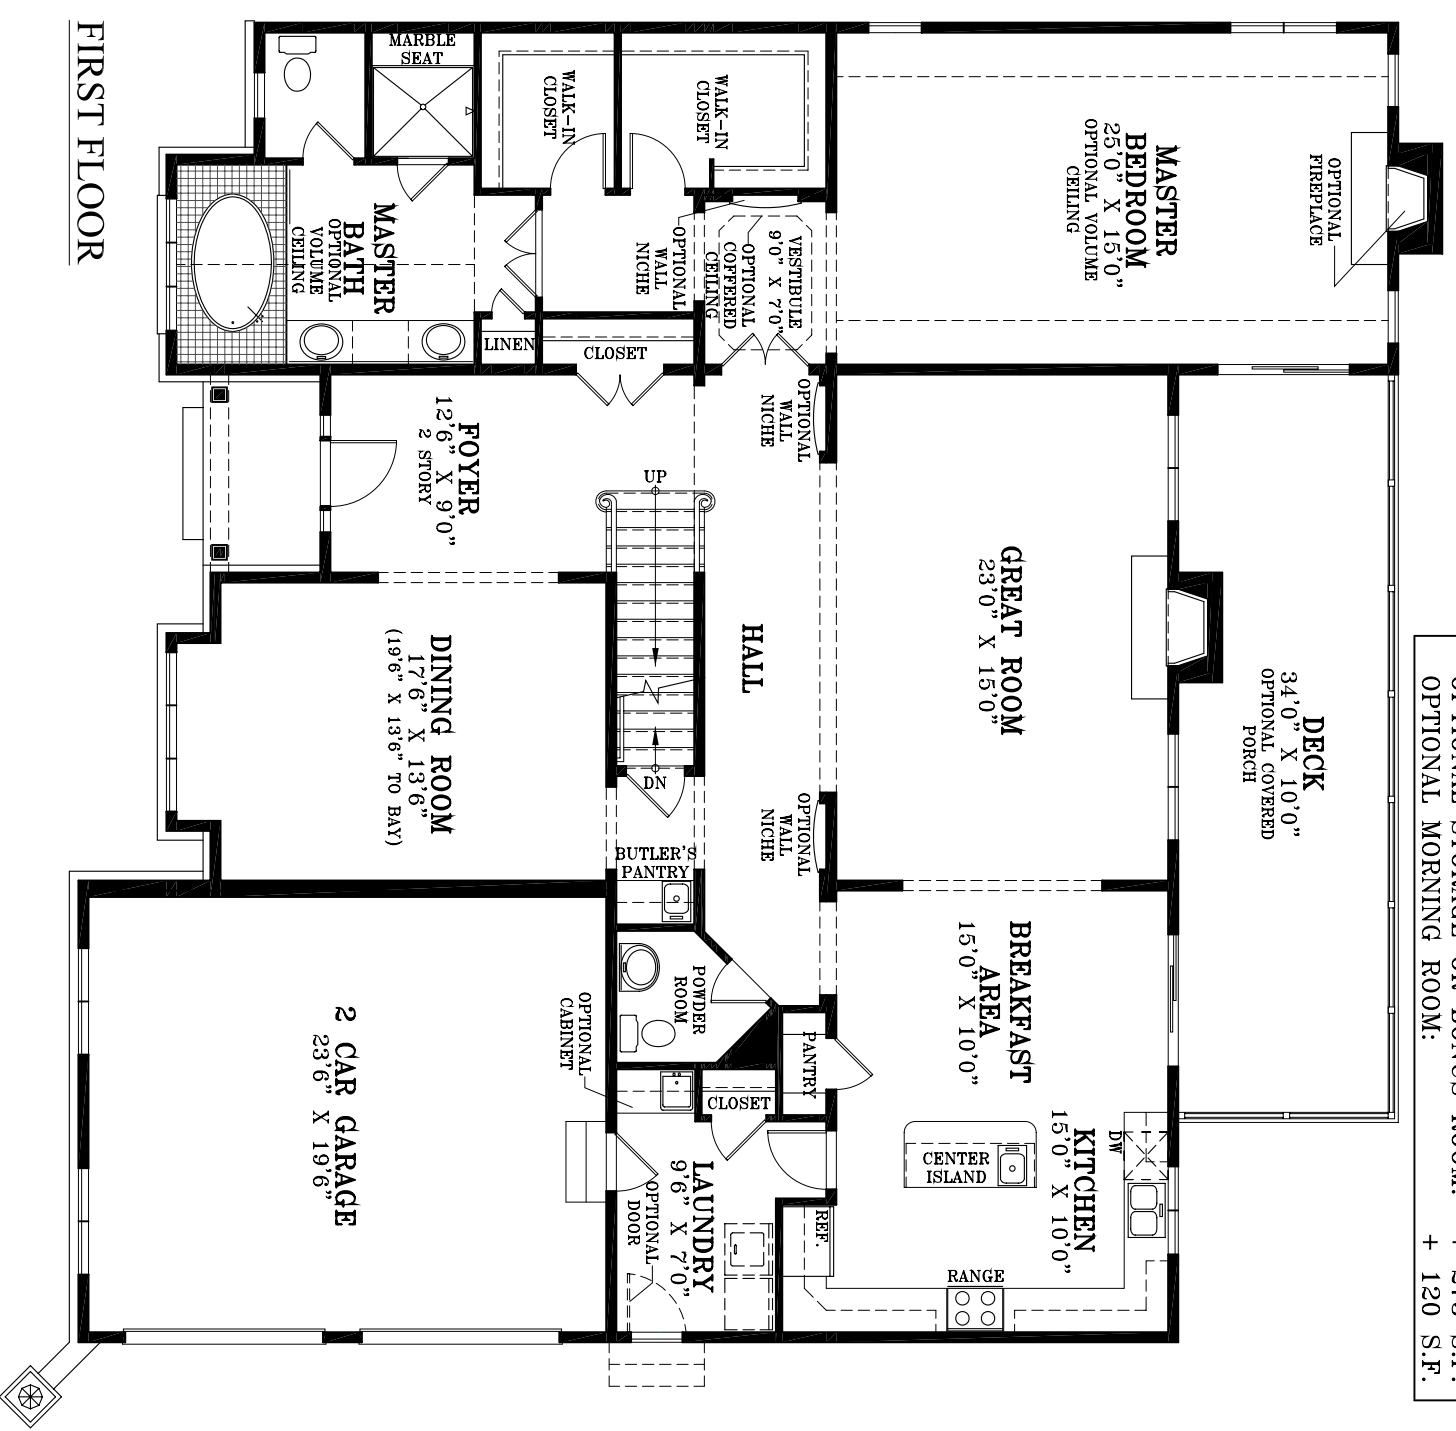 FIRST FLOOR
MARBLE
SEAT
WALK-IN
CLOSET
WALK-IN
CLOSET
MASTER
BEDROOM
25'0" X 15'0"
OPTIONAL VOLUME
CEILING
OPTIONAL
FIREPLACE
MASTER
BATH
OPTIONAL
VOLUME
CEILING
OPTIONAL
WALL
NICHE
VESTIBULE
9'0" X 7'0"
OPTIONAL
COFFERED
CEILING
LINEN
CLOSET
OPTIONAL
WALL
NICHE
FOYER
12'6" X 9'0"
2 STORY
UP
HALL
GREAT ROOM
23'0" X 15'0"
DECK
34'0" X 10'0"
OPTIONAL COVERED
PORCH
DINING ROOM
17'6" X 13'6"
(19'6" X 13'6" TO BAY)
DN
OPTIONAL
WALL
NICHE
BUTLER'S
PANTRY
POWDER
ROOM
BREAKFAST
AREA
15'0" X 10'0"
OPTIONAL
CABINET
PANTRY
CLOSET
2 CAR GARAGE
23'6" X 19'6"
LAUNDRY
9'6" X 7'0"
OPTIONAL
DOOR
REF.
CENTER
ISLAND
KITCHEN
15'0" X 10'0"
DW
RANGE
OPTIONAL MORNING ROOM: + 120 S.F.